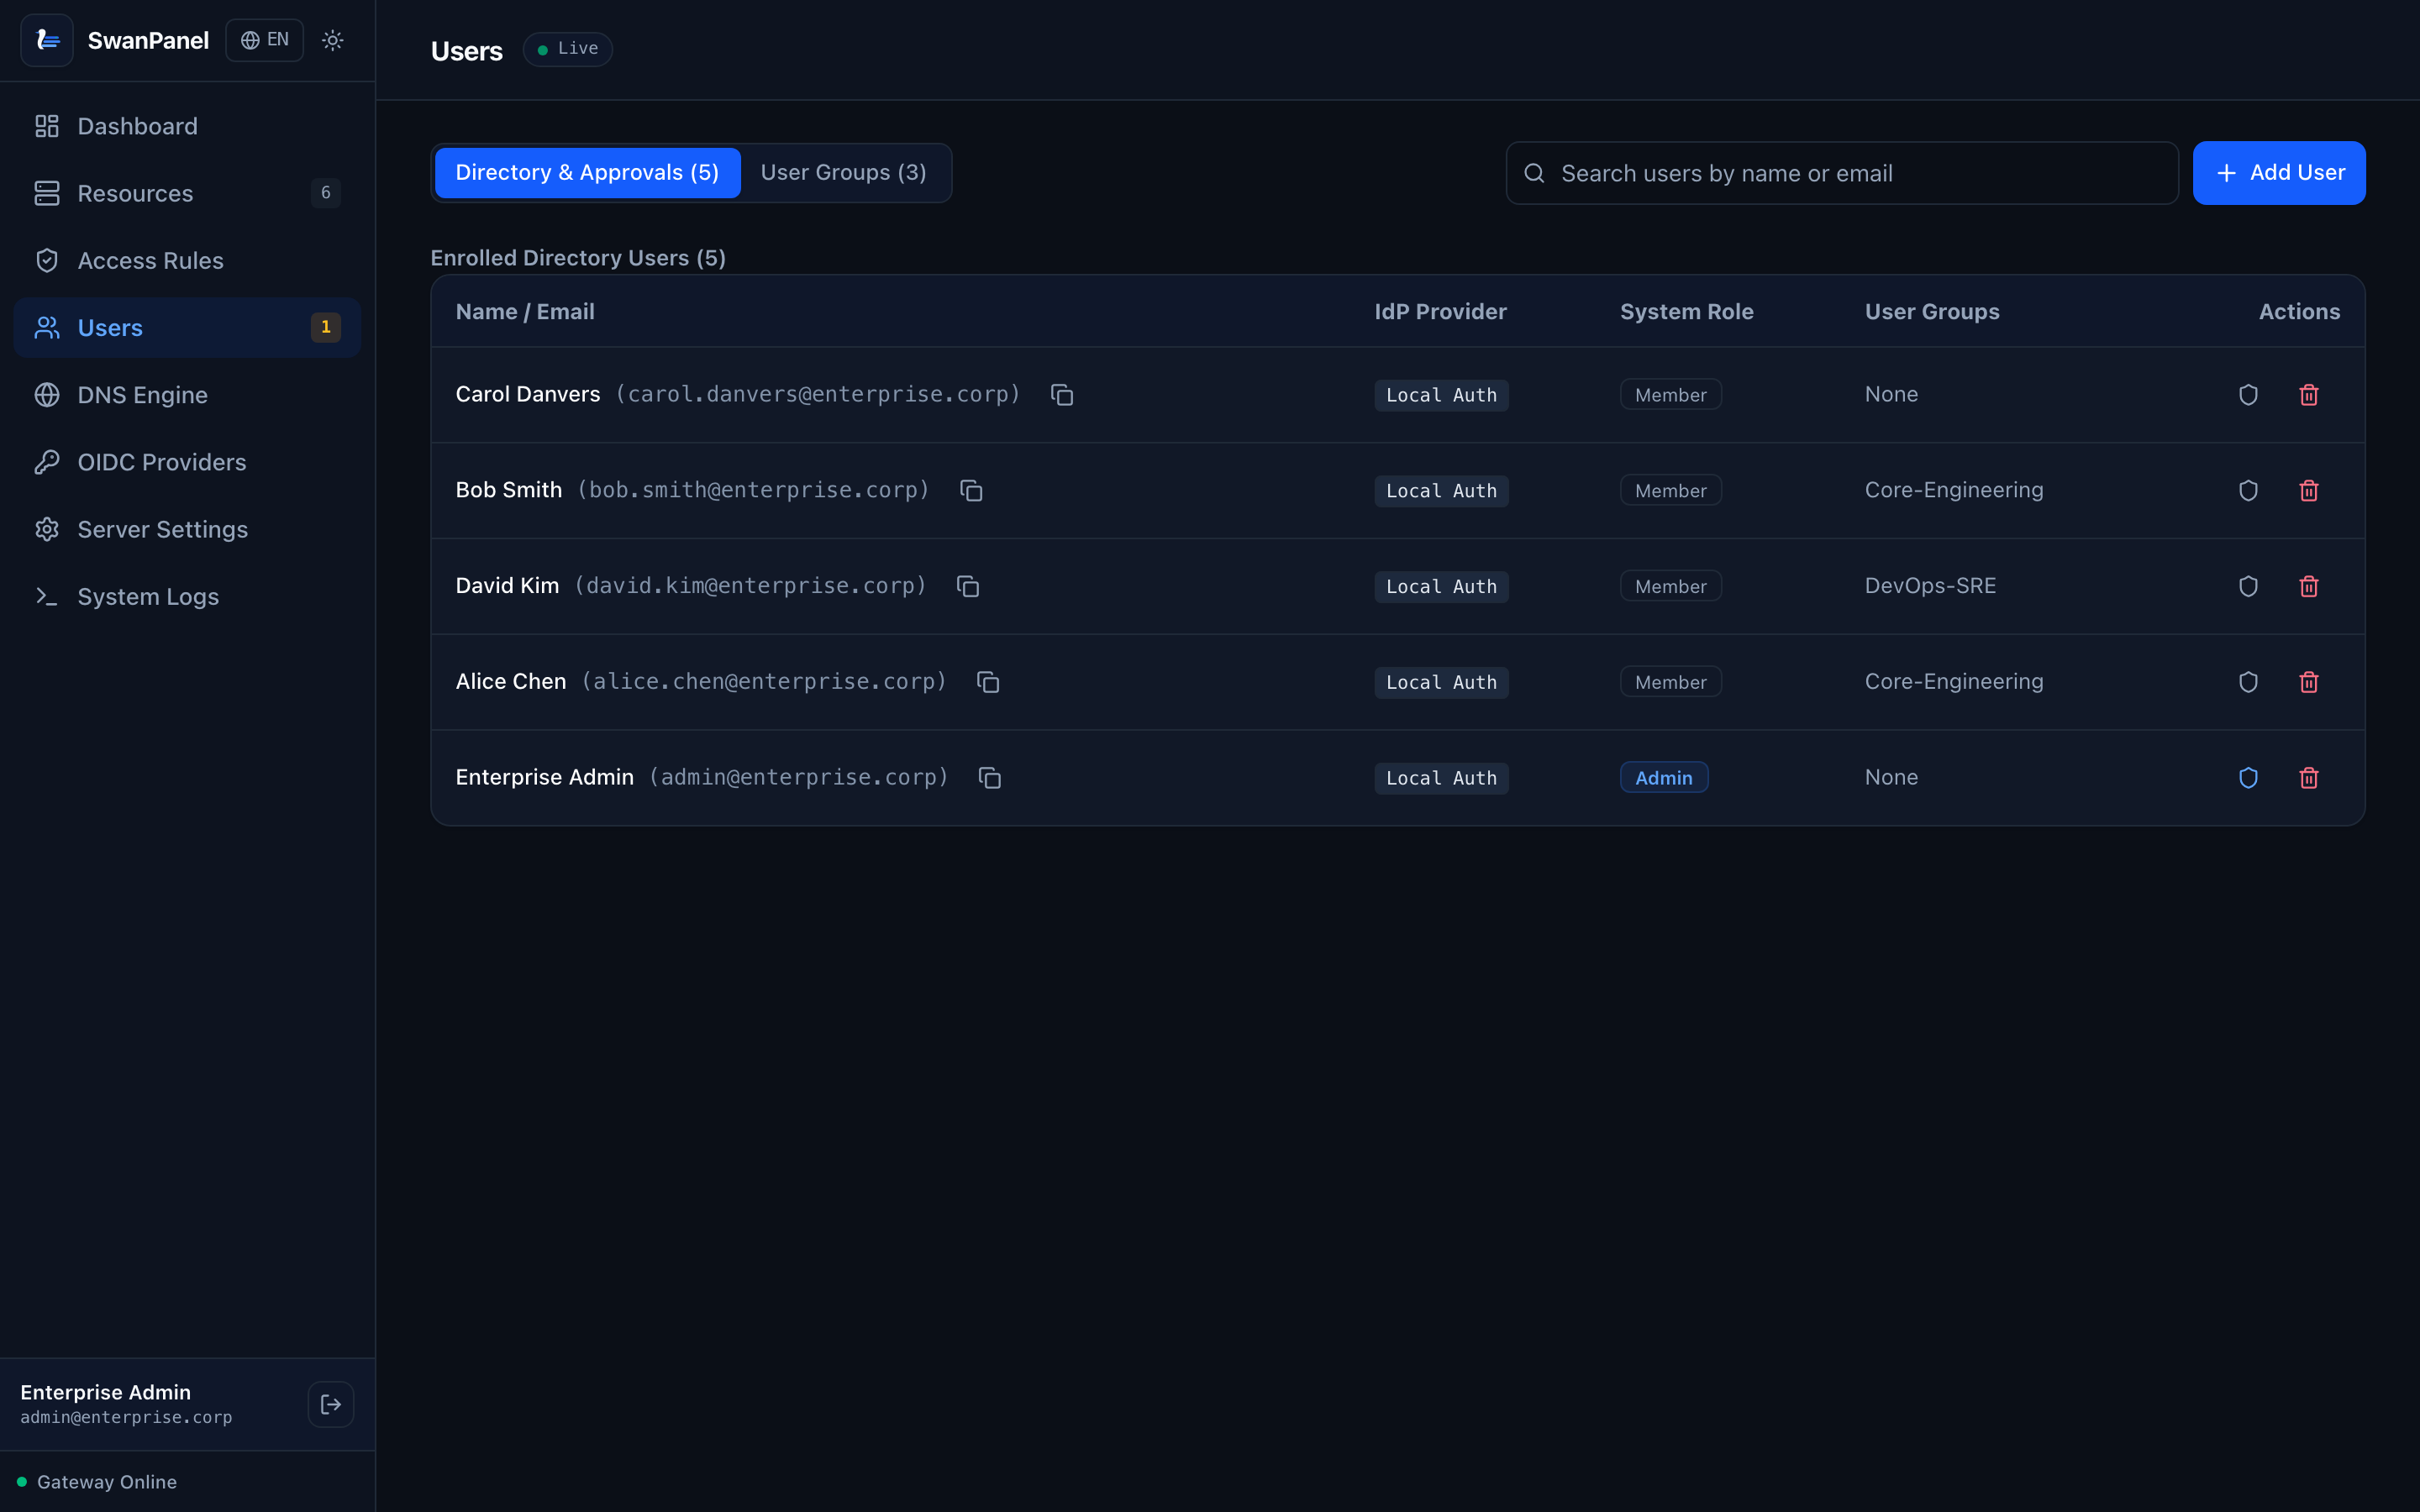 SwanPanel
EN
Dashboard
Resources 6
Access Rules
Users 1
DNS Engine
OIDC Providers
Server Settings
System Logs
Enterprise Admin
admin@enterprise.corp
Gateway Online
Users
Live
Directory & Approvals (5)
User Groups (3)
Search users by name or email
Add User
Enrolled Directory Users (5)
Name / Email IdP Provider System Role User Groups Actions
Carol Danvers (carol.danvers@enterprise.corp) Local Auth Member None
Bob Smith (bob.smith@enterprise.corp) Local Auth Member Core-Engineering
David Kim (david.kim@enterprise.corp) Local Auth Member DevOps-SRE
Alice Chen (alice.chen@enterprise.corp) Local Auth Member Core-Engineering
Enterprise Admin (admin@enterprise.corp) Local Auth Admin None